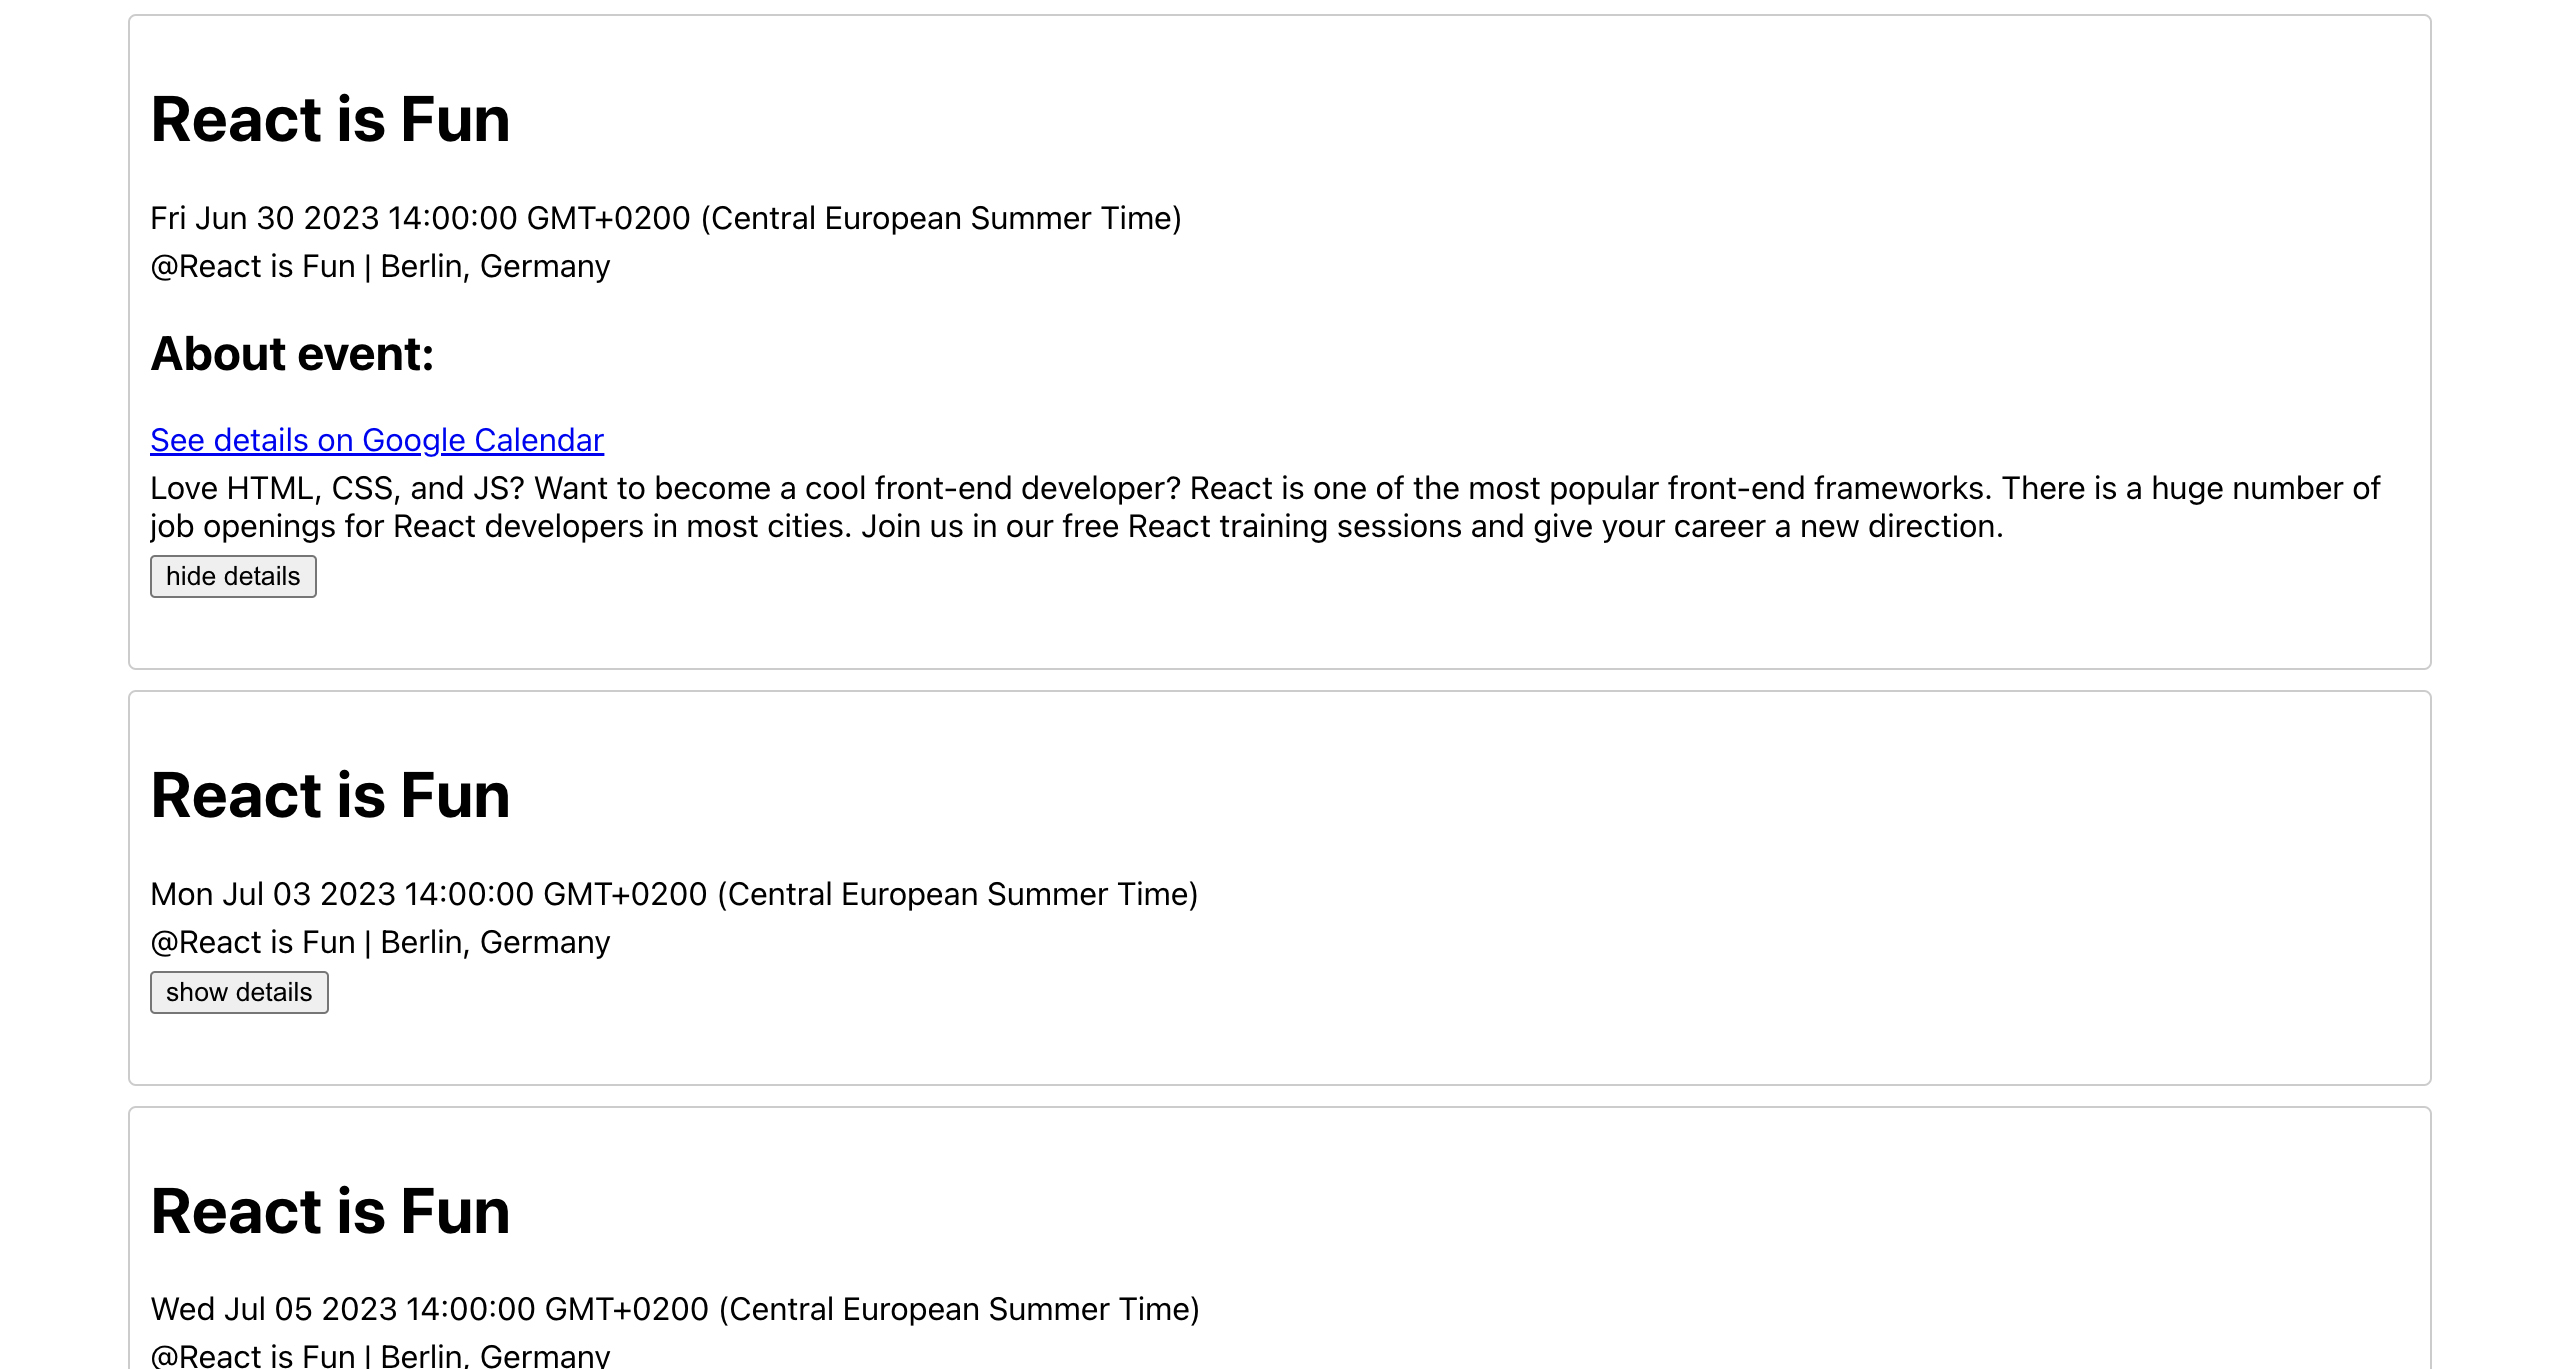 React is Fun
Fri Jun 30 2023 14:00:00 GMT+0200 (Central European Summer Time)
@React is Fun | Berlin, Germany
About event:
See details on Google Calendar
Love HTML, CSS, and JS? Want to become a cool front-end developer? React is one of the most popular front-end frameworks. There is a huge number of
job openings for React developers in most cities. Join us in our free React training sessions and give your career a new direction.
hide details
React is Fun
Mon Jul 03 2023 14:00:00 GMT+0200 (Central European Summer Time)
@React is Fun | Berlin, Germany
show details
React is Fun
Wed Jul 05 2023 14:00:00 GMT+0200 (Central European Summer Time)
@React is Fun | Berlin, Germany